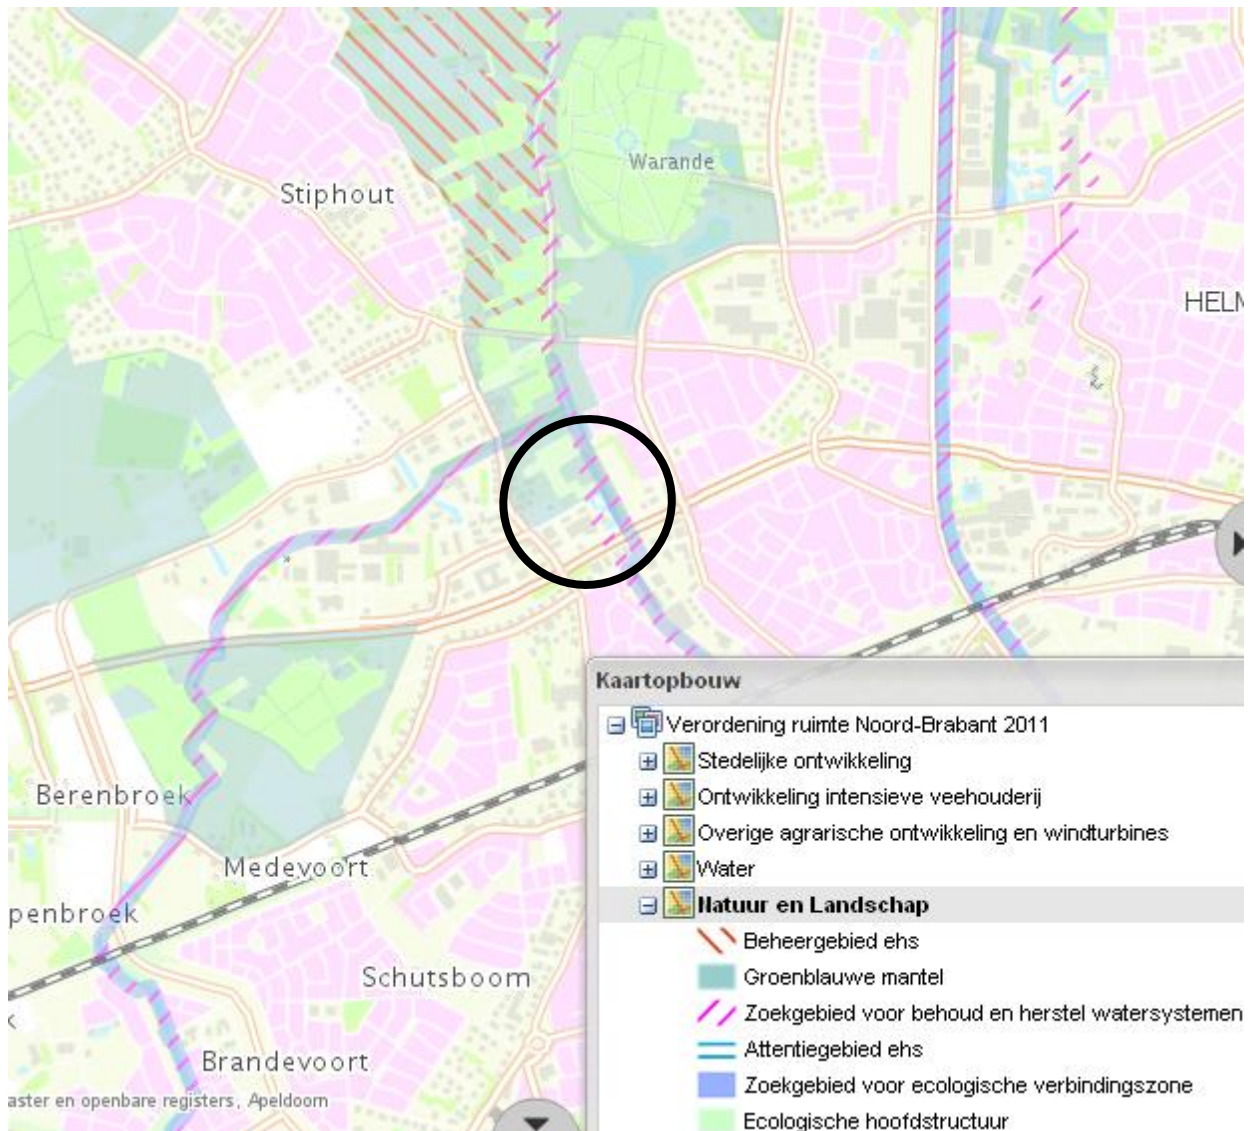 Warande
Stiphout
HELM
Berenbroek
Medevoort
penbroek
Schutsboom
Brandevoort
aster en openbare registers, Apeldoorn
Kaartopbouw
Verordening ruimte Noord-Brabant 2011
Stedelijke ontwikkeling
Ontwikkeling intensieve veehouderij
Overige agrarische ontwikkeling en windturbines
Water
Natuur en Landschap
Beheergebied ehs
Groenblauwe mantel
Zoekgebied voor behoud en herstel watersystemen
Attentiegebied ehs
Zoekgebied voor ecologische verbindingszone
Ecologische hoofdstructuur